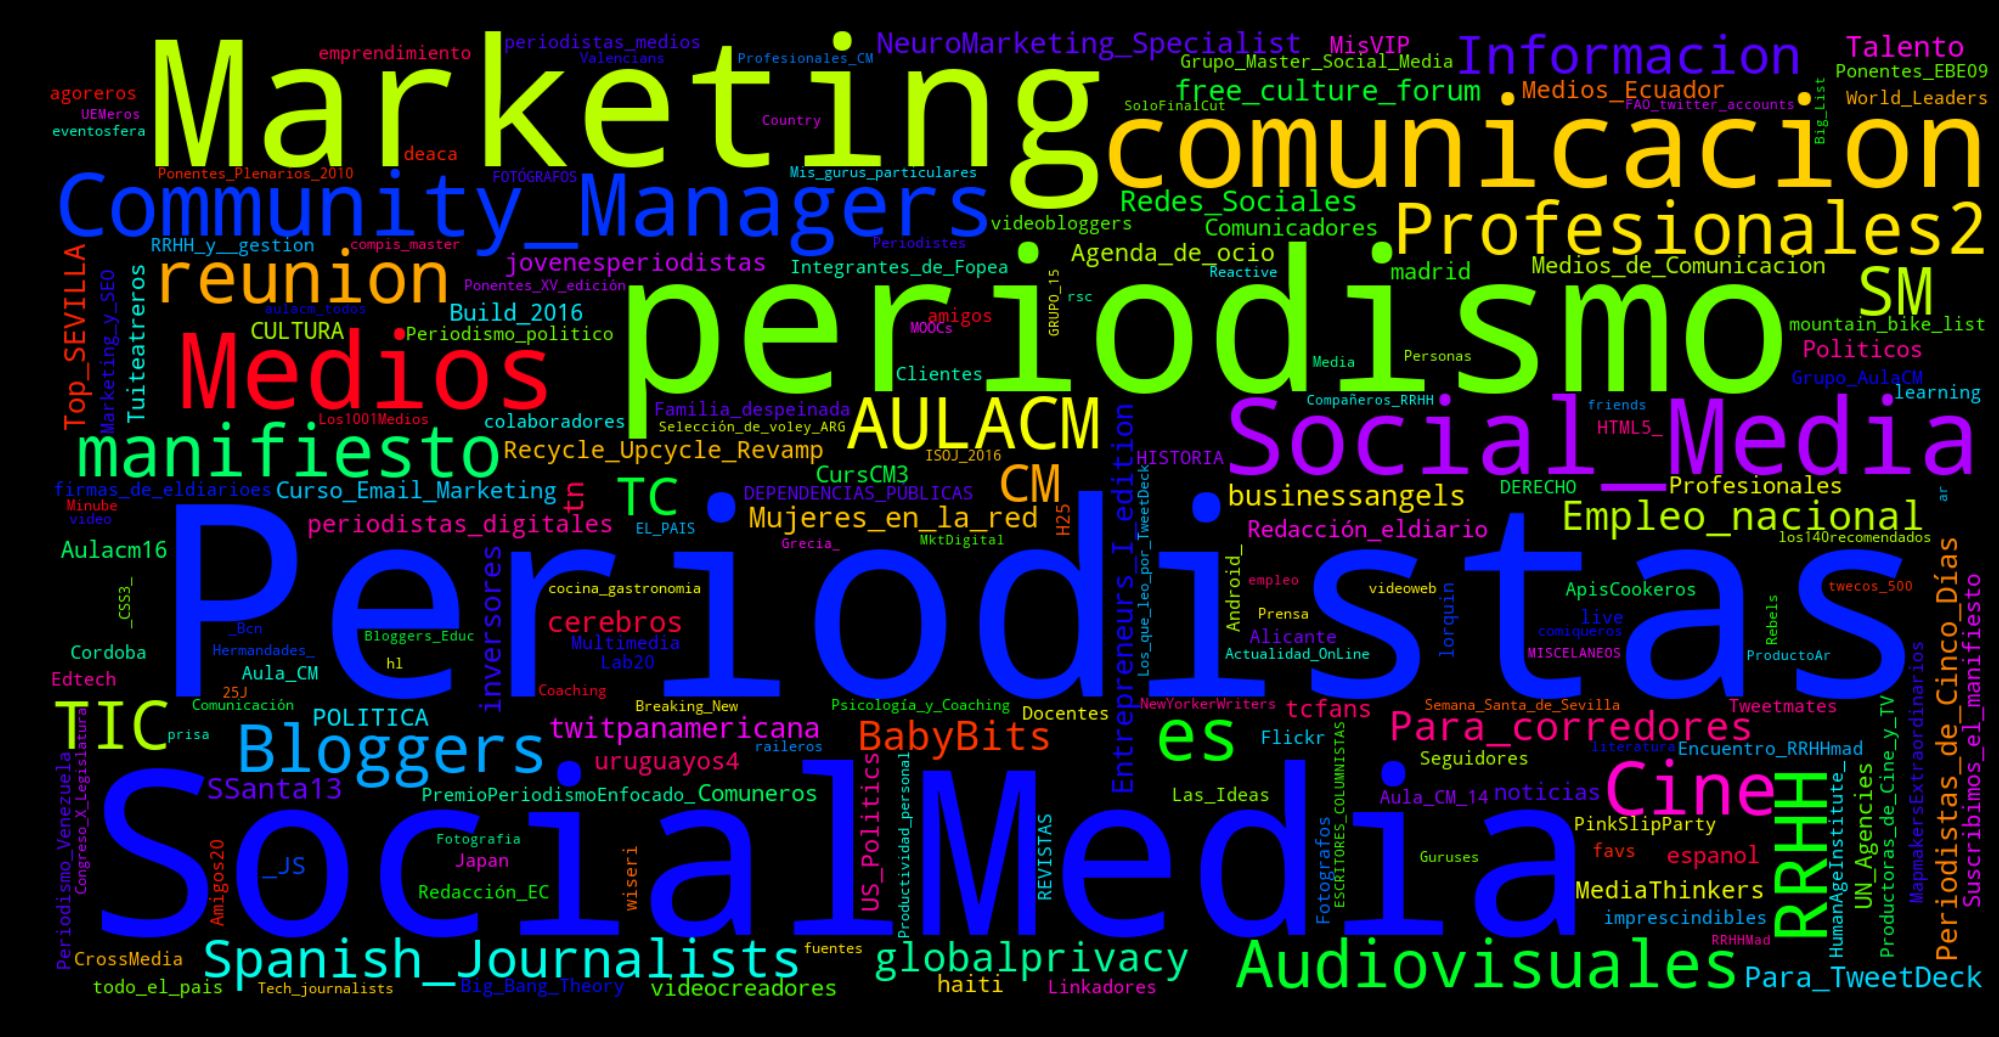 Marketing
emprendimiento
periodistas_medios
Valencians
Profesionales_CM
NeuroMarketing_Specialist
MisVIP
Grupo_Master_Social_Media
Informacion
Talento
Ponentes_EBE09
agoreros
UEMeros
eventosfera
deaca
Country
SoloFinalCut
free_culture_forum
Medios_Ecuador
FAO_twitter_accounts
Big_List
World_Leaders
comunicacion
Ponentes_Plenarios_2010
FOTÓGRAFOS
Mis_gurus_particulares
Community_Managers
Redes_Sociales
Profesionales2
videobloggers
Comunicadores
RRHH_y__gestion
compis_master
Periodistes
Agenda_de_ocio
Top_SEVILLA
Marketing_y_SEO
Tuiteatreros
reunion
jovenesperiodistas
Integrantes_de_Fopea
Reactive
madrid
Medios_de_Comunicacion
SM
Ponentes_XV_edición
GRUPO_15
rsc
periodismo
aulacm_todos
Build_2016
amigos
MOOCs
CULTURA
Periodismo_politico
mountain_bike_list
Medios
Media
Personas
Politicos
Clientes
Grupo_AulaCM
learning
Los1001Medios
colaboradores
Familia_despeinada
Selección_de_voley_ARG
AULACM
Compañeros_RRHH
friends
HTML5_
Social__Media
manifiesto
Recycle_Upcycle_Revamp
ISOJ_2016
HISTORIA
Entrepreneurs_I_edition
Los_que_leo_por_TweetDeck
firmas_de_eldiarioes
Curso_Email_Marketing
tn
TC
CursCM3
DEPENDENCIAS_PÚBLICAS
CM
businessangels
DERECHO
Profesionales
ar
Minube
video
periodistas_digitales
EL_PAIS
Mujeres_en_la_red
H25
Redacción_eldiario
Empleo_nacional
los140recomendados
Aulacm16
Grecia_
MktDigital
Periodistas
inversores
_CSS3_
cocina_gastronomia
Android_
empleo
videoweb
lorquin
ApisCookeros
twecos_500
Periodistas_de_Cinco_Días
Suscribimos_el_manifiesto
_Bcn
Bloggers_Educ
cerebros
Prensa
live
Rebels
Cordoba
Hermandades_
hl
Multimedia
Lab20
Alicante
Actualidad_OnLine
comiqueros
MISCELANEOS
ProductoAr
MapmakersExtraordinarios
Edtech
Aula_CM
25J
Coaching
Comunicación
Breaking_New
Psicología_y_Coaching
Docentes
NewYorkerWriters
tcfans
Semana_Santa_de_Sevilla
Tweetmates
Productoras_de_Cine_y_TV
TIC
prisa
POLITICA
Bloggers
twitpanamericana
raileros
BabyBits
es
Flickr
ESCRITORES_COLUMNISTAS
Para_corredores
literatura
Encuentro_RRHHmad
Periodismo_Venezuela
Congreso_X_Legislatura
uruguayos4
US_Politics
Productividad_personal
Seguidores
Cine
RRHH
HumanAgeInstitute_
UN_Agencies
SSanta13
PremioPeriodismoEnfocado_
Comuneros
Las_Ideas
Aula_CM_14
noticias
SocialMedia
Amigos20
Fotografia
_JS
Japan
Redacción_EC
wiseri
REVISTAS
Fotografos
Guruses
PinkSlipParty
favs
espanol
MediaThinkers
imprescindibles
RRHHMad
CrossMedia
Spanish_Journalists
fuentes
globalprivacy
Audiovisuales
todo_el_pais
Tech_journalists
Big_Bang_Theory
videocreadores
haiti
Linkadores
Para_TweetDeck